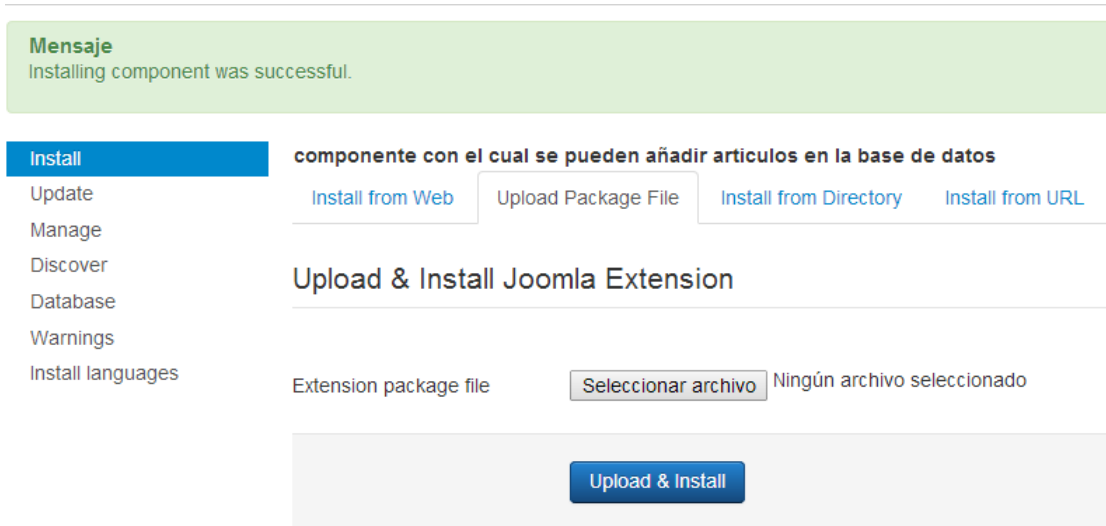 Mensaje
Installing component was successful.
Install
Update
Manage
Discover
Database
Warnings
Install languages
componente con el cual se pueden añadir articulos en la base de datos
Install from Web Upload Package File Install from Directory Install from URL
Upload & Install Joomla Extension
Extension package file Seleccionar archivo Ningún archivo seleccionado
Upload & Install